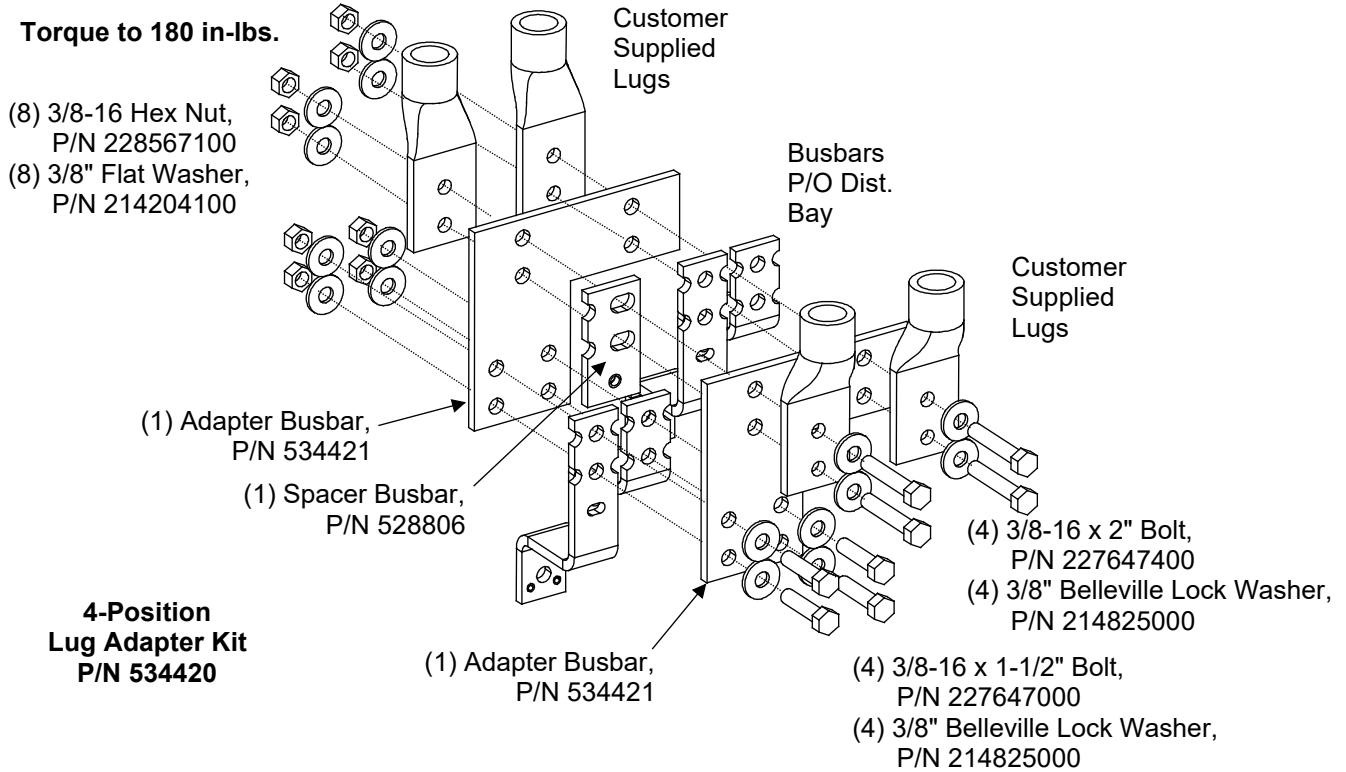 Torque to 180 in-lbs.
(8) 3/8-16 Hex Nut,
P/N 228567100
(8) 3/8" Flat Washer,
P/N 214204100
Customer
Supplied
Lugs
Busbars
P/O Dist.
Bay
Customer
Supplied
Lugs
(1) Adapter Busbar,
P/N 534421
(1) Spacer Busbar,
P/N 528806
(4) 3/8-16 x 2" Bolt,
P/N 227647400
(4) 3/8" Belleville Lock Washer,
P/N 214825000
4-Position
Lug Adapter Kit
P/N 534420
(1) Adapter Busbar,
P/N 534421
(4) 3/8-16 x 1-1/2" Bolt,
P/N 227647000
(4) 3/8" Belleville Lock Washer,
P/N 214825000